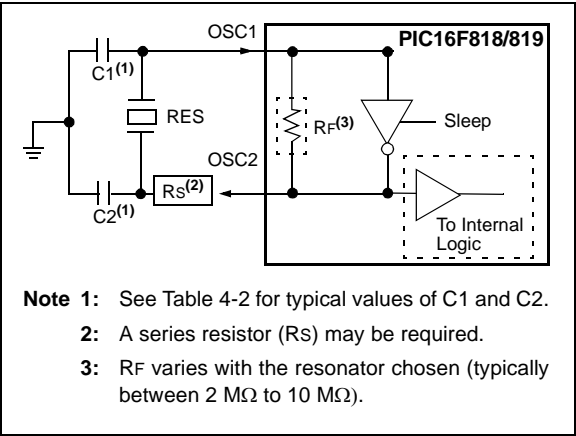 OSC1
PIC16F818/819
C1(1)
RES
RF(3)
Sleep
OSC2
C2(1)
RS(2)
To Internal
Logic
Note 1: See Table 4-2 for typical values of C1 and C2.
2: A series resistor (RS) may be required.
3: RF varies with the resonator chosen (typically
between 2 MΩ to 10 MΩ).